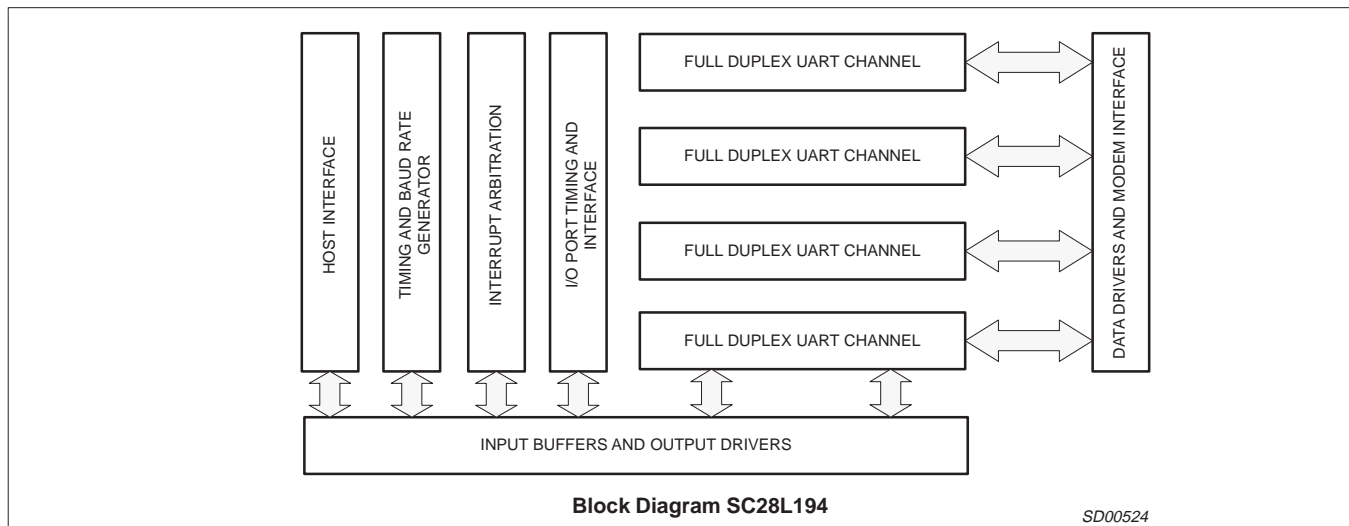 HOST INTERFACE
TIMING AND BAUD RATE
GENERATOR
INTERRUPT ARBITRATION
I/O PORT TIMING AND
INTERFACE
FULL DUPLEX UART CHANNEL
FULL DUPLEX UART CHANNEL
FULL DUPLEX UART CHANNEL
FULL DUPLEX UART CHANNEL
DATA DRIVERS AND MODEM INTERFACE
INPUT BUFFERS AND OUTPUT DRIVERS
Block Diagram SC28L194
SD00524